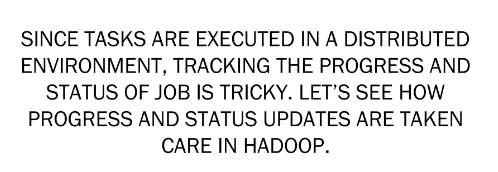 SINCE TASKS ARE EXECUTED IN A DISTRIBUTED
ENVIRONMENT, TRACKING THE PROGRESS AND
STATUS OF JOB IS TRICKY. LET'S SEE HOW
PROGRESS AND STATUS UPDATES ARE TAKEN
CARE IN HADOOP.